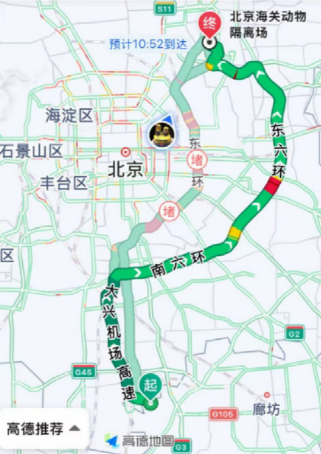 S11
终
北京海关动物
隔离场
预计10:52到达
海淀区
东
环
堵
石景山区
北京
东六环
丰台区
堵
区
南六环
大兴机场高速
G2
G45
起
廊坊
G105
高德推荐
高德地图
G3